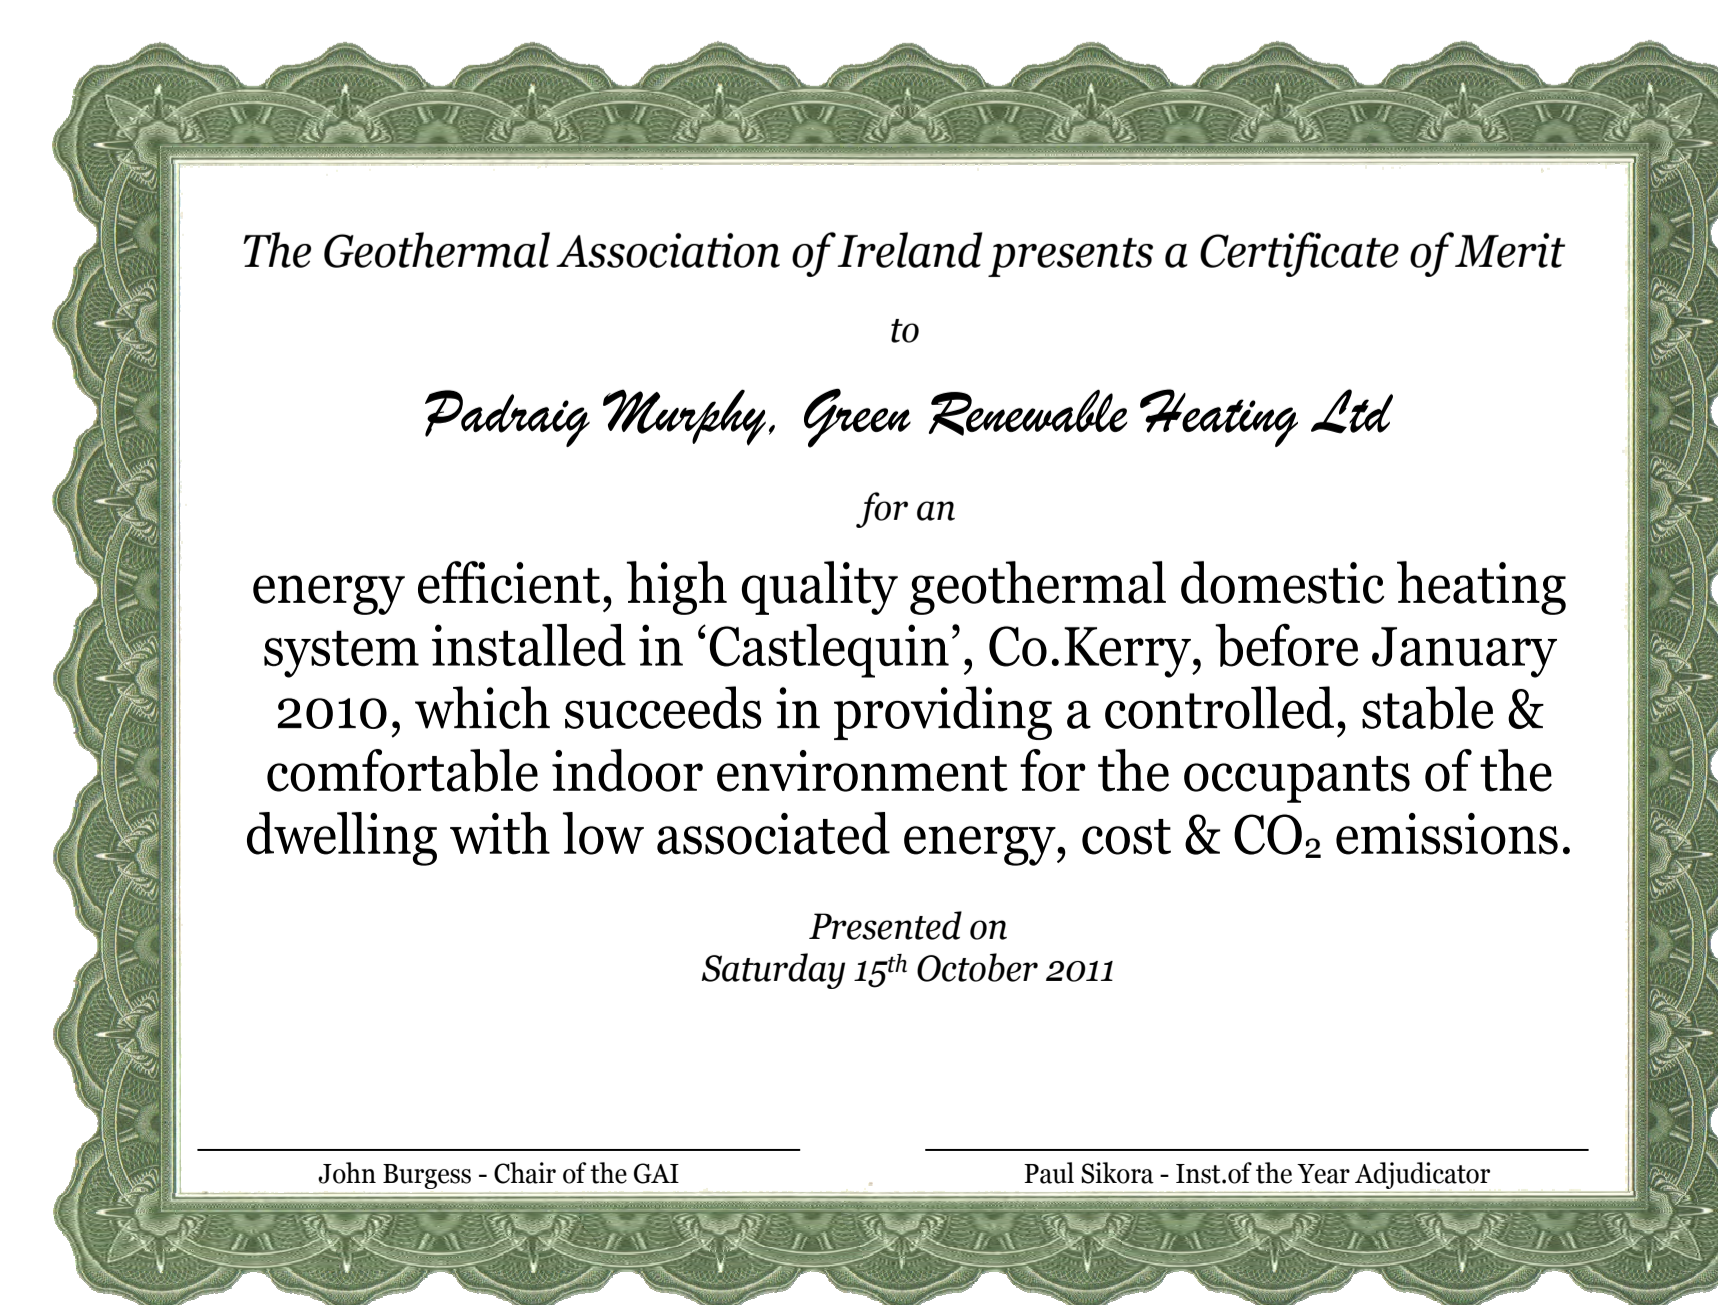 The Geothermal Association of Ireland presents a Certificate of Merit
to
Padraig Murphy, Green Renewable Heating Ltd
for an
energy efficient, high quality geothermal domestic heating
system installed in ‘Castlequin’, Co.Kerry, before January
2010, which succeeds in providing a controlled, stable &
comfortable indoor environment for the occupants of the
dwelling with low associated energy, cost & CO₂ emissions.
Presented on
Saturday 15th October 2011
John Burgess - Chair of the GAI
Paul Sikora - Inst.of the Year Adjudicator